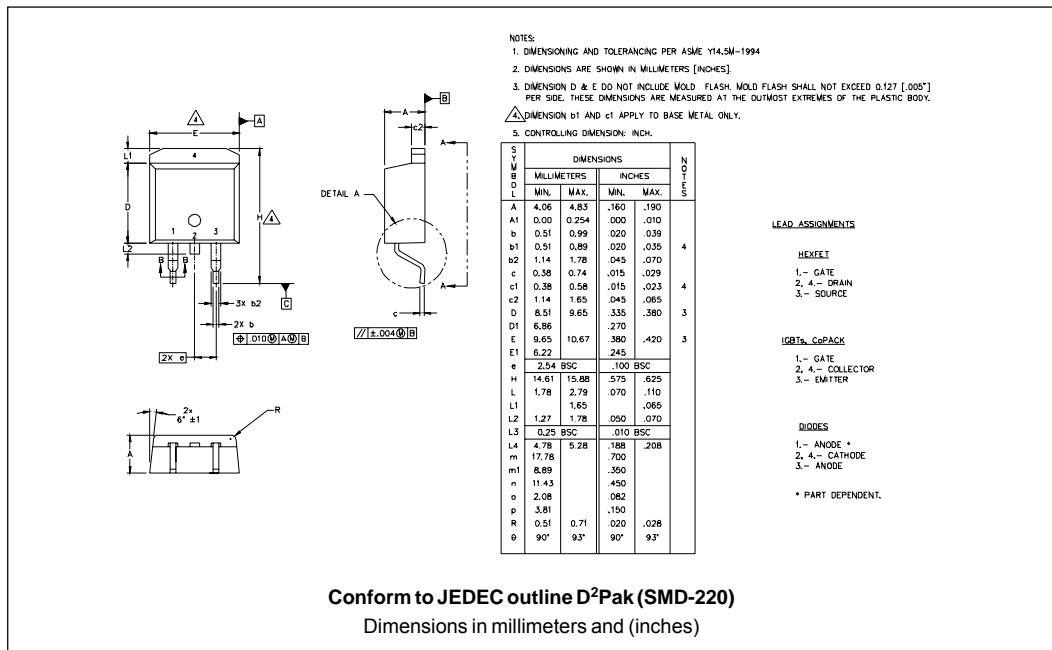 NOTES:
1. DIMENSIONING AND TOLERANCING PER ASME Y14.5M-1994
2. DIMENSIONS ARE SHOWN IN MILLIMETERS [INCHES].
3. DIMENSION D & E DO NOT INCLUDE MOLD FLASH. MOLD FLASH SHALL NOT EXCEED 0.127 [.005"]
PER SIDE. THESE DIMENSIONS ARE MEASURED AT THE OUTMOST EXTREMES OF THE PLASTIC BODY.
4. DIMENSION b1 AND c1 APPLY TO BASE METAL ONLY.
5. CONTROLLING DIMENSION: INCH.
4
E
A
L1
4
D
H 4
1 2 3
L2
B B
C
3X b2
2X b
⌖ .010 Ⓜ A Ⓜ B
2X e
A
B
c2
A
DETAIL A
A
c
// ±.004 Ⓜ B
2x
6° ±1
R
A
SYMBOL DIMENSIONS NOTES
MILLIMETERS INCHES
MIN. MAX. MIN. MAX.
A 4.06 4.83 .160 .190
A1 0.00 0.254 .000 .010
b 0.51 0.99 .020 .039
b1 0.51 0.89 .020 .035 4
b2 1.14 1.78 .045 .070
c 0.38 0.74 .015 .029
c1 0.38 0.58 .015 .023 4
c2 1.14 1.65 .045 .065
D 8.51 9.65 .335 .380 3
D1 6.86 .270
E 9.65 10.67 .380 .420 3
E1 6.22 .245
e 2.54 BSC .100 BSC
H 14.61 15.88 .575 .625
L 1.78 2.79 .070 .110
L1 1.65 .065
L2 1.27 1.78 .050 .070
L3 0.25 BSC .010 BSC
L4 4.78 5.28 .188 .208
m 17.78 .700
m1 8.89 .350
n 11.43 .450
o 2.08 .082
p 3.81 .150
R 0.51 0.71 .020 .028
θ 90° 93° 90° 93°
LEAD ASSIGNMENTS
HEXFET
1.- GATE
2, 4.- DRAIN
3.- SOURCE
IGBTs, CoPACK
1.- GATE
2, 4.- COLLECTOR
3.- EMITTER
DIODES
1.- ANODE *
2, 4.- CATHODE
3.- ANODE
* PART DEPENDENT.
Conform to JEDEC outline D²Pak (SMD-220)
Dimensions in millimeters and (inches)